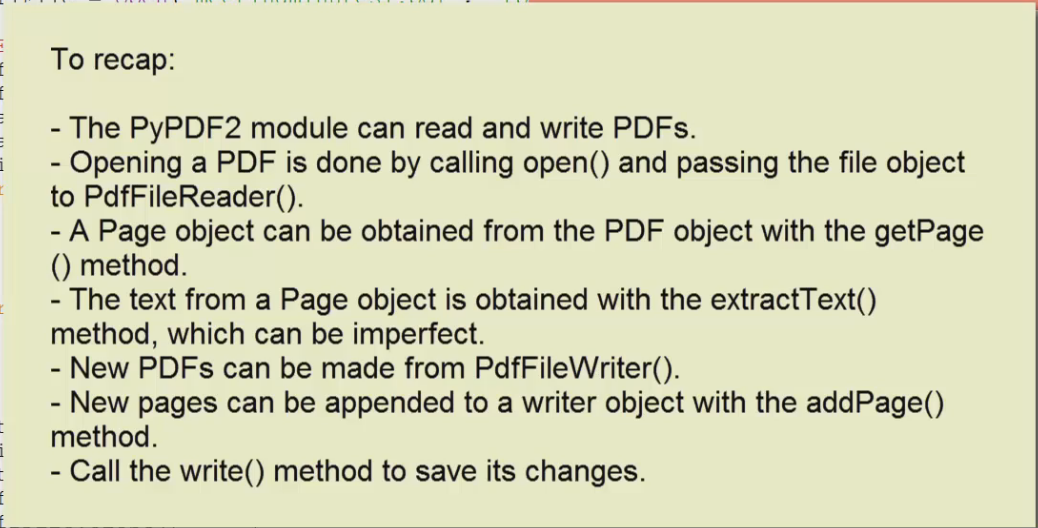 To recap:
- The PyPDF2 module can read and write PDFs.
- Opening a PDF is done by calling open() and passing the file object
to PdfFileReader().
- A Page object can be obtained from the PDF object with the getPage
() method.
- The text from a Page object is obtained with the extractText()
method, which can be imperfect.
- New PDFs can be made from PdfFileWriter().
- New pages can be appended to a writer object with the addPage()
method.
- Call the write() method to save its changes.